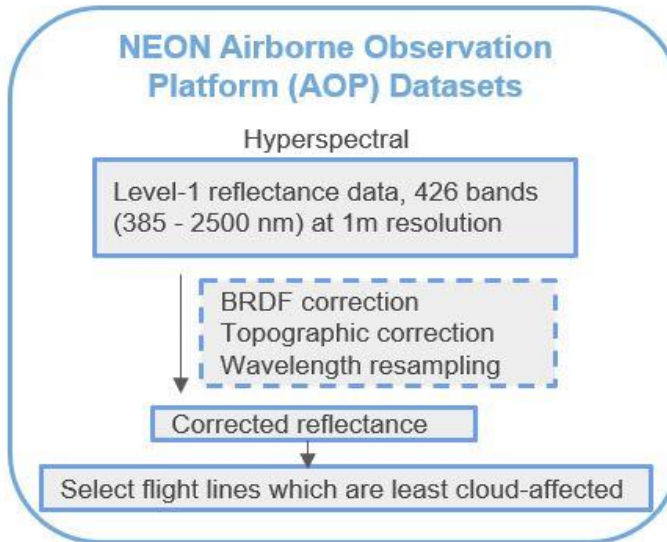 NEON Airborne Observation
Platform (AOP) Datasets
Hyperspectral
Level-1 reflectance data, 426 bands
(385 - 2500 nm) at 1m resolution
BRDF correction
Topographic correction
Wavelength resampling
Corrected reflectance
Select flight lines which are least cloud-affected